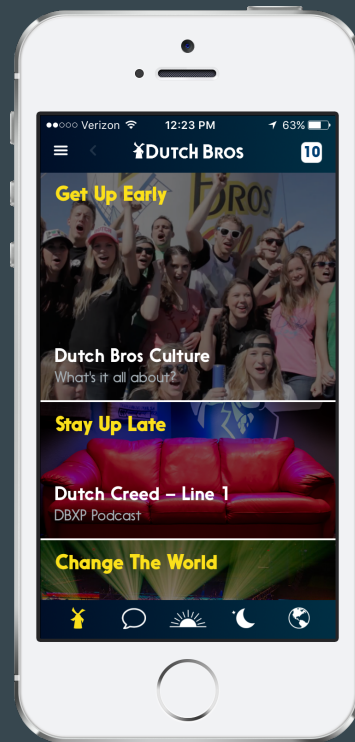 Verizon 12:23 PM 63%
DUTCH BROS 10
Get Up Early
ROS
Dutch Bros Culture
What's it all about?
Stay Up Late
Dutch Creed – Line 1
DBXP Podcast
Change The World